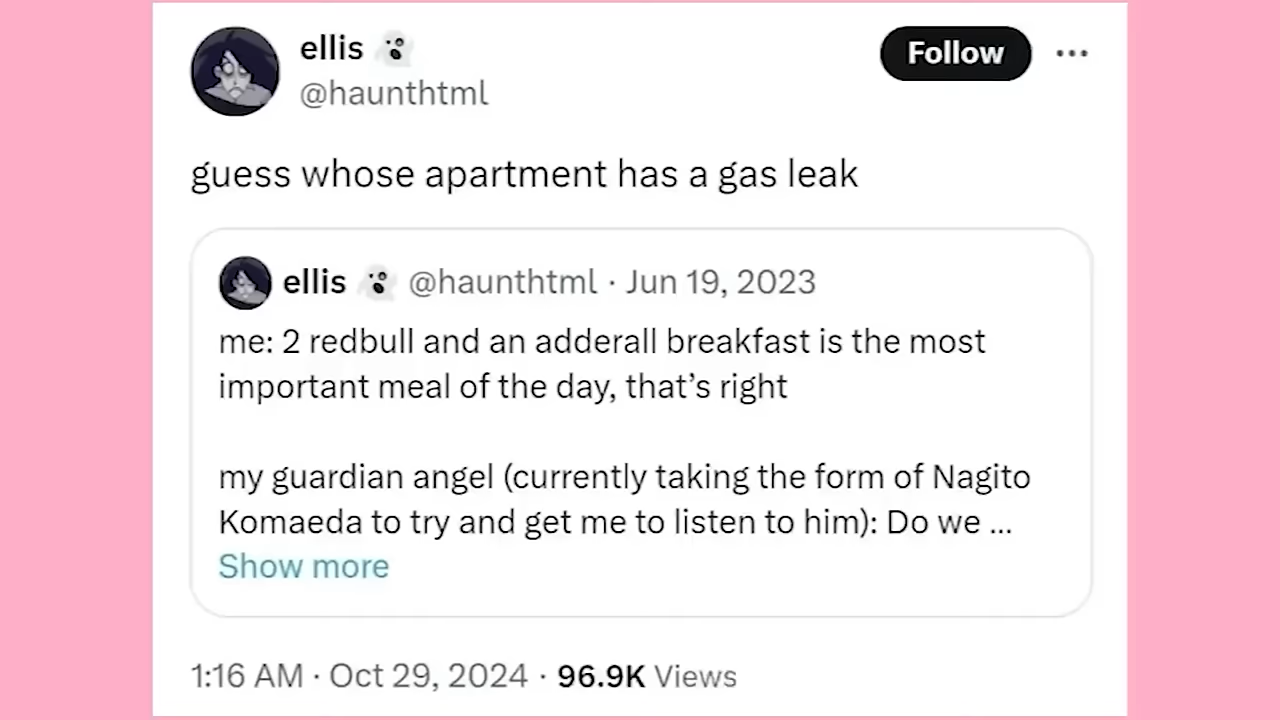 ellis 👻
Follow
@haunthtml
guess whose apartment has a gas leak
ellis 👻 @haunthtml · Jun 19, 2023
me: 2 redbull and an adderall breakfast is the most
important meal of the day, that’s right
my guardian angel (currently taking the form of Nagito
Komaeda to try and get me to listen to him): Do we ...
Show more
1:16 AM · Oct 29, 2024 · 96.9K Views